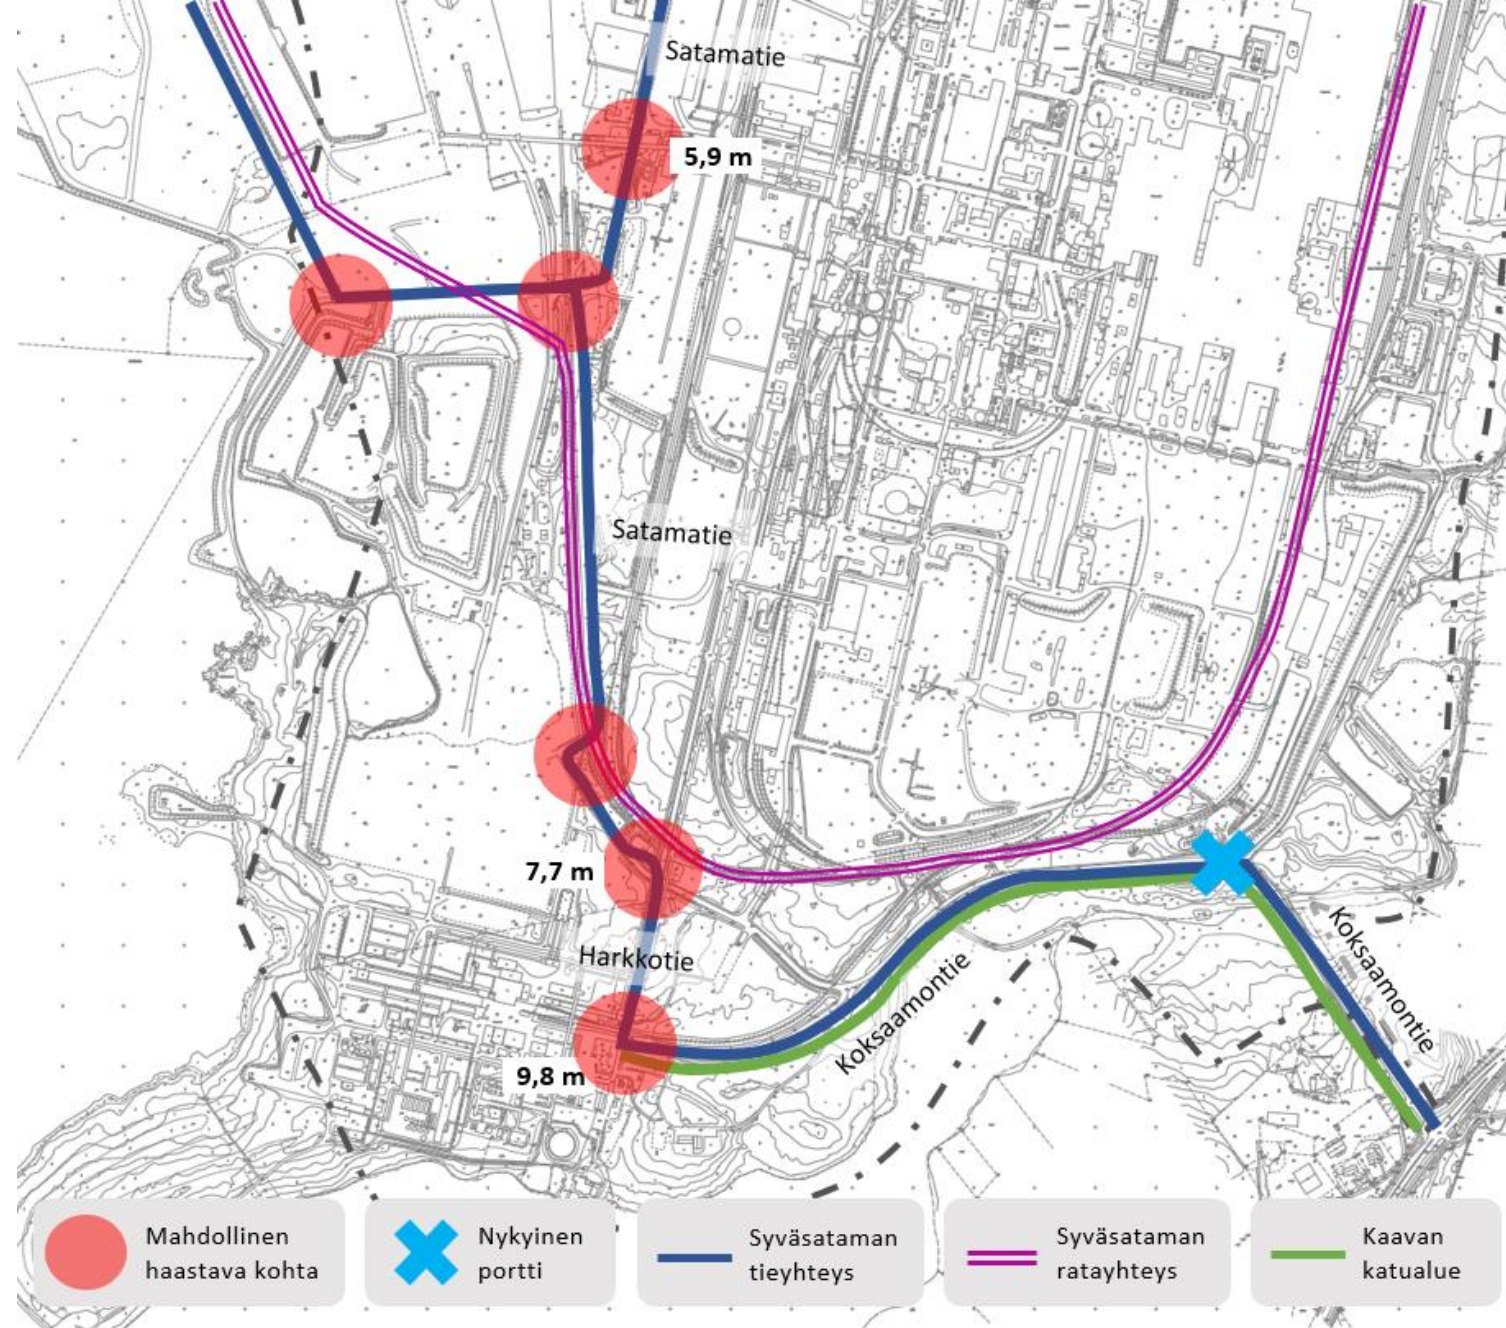 Satamatie
5,9 m
Satamatie
7,7 m
Harkkotie
9,8 m
Koksaamontie
Koksaamontie
Mahdollinen
haastava kohta
Nykyinen
portti
Syväsataman
tieyhteys
Syväsataman
ratayhteys
Kaavan
katualue